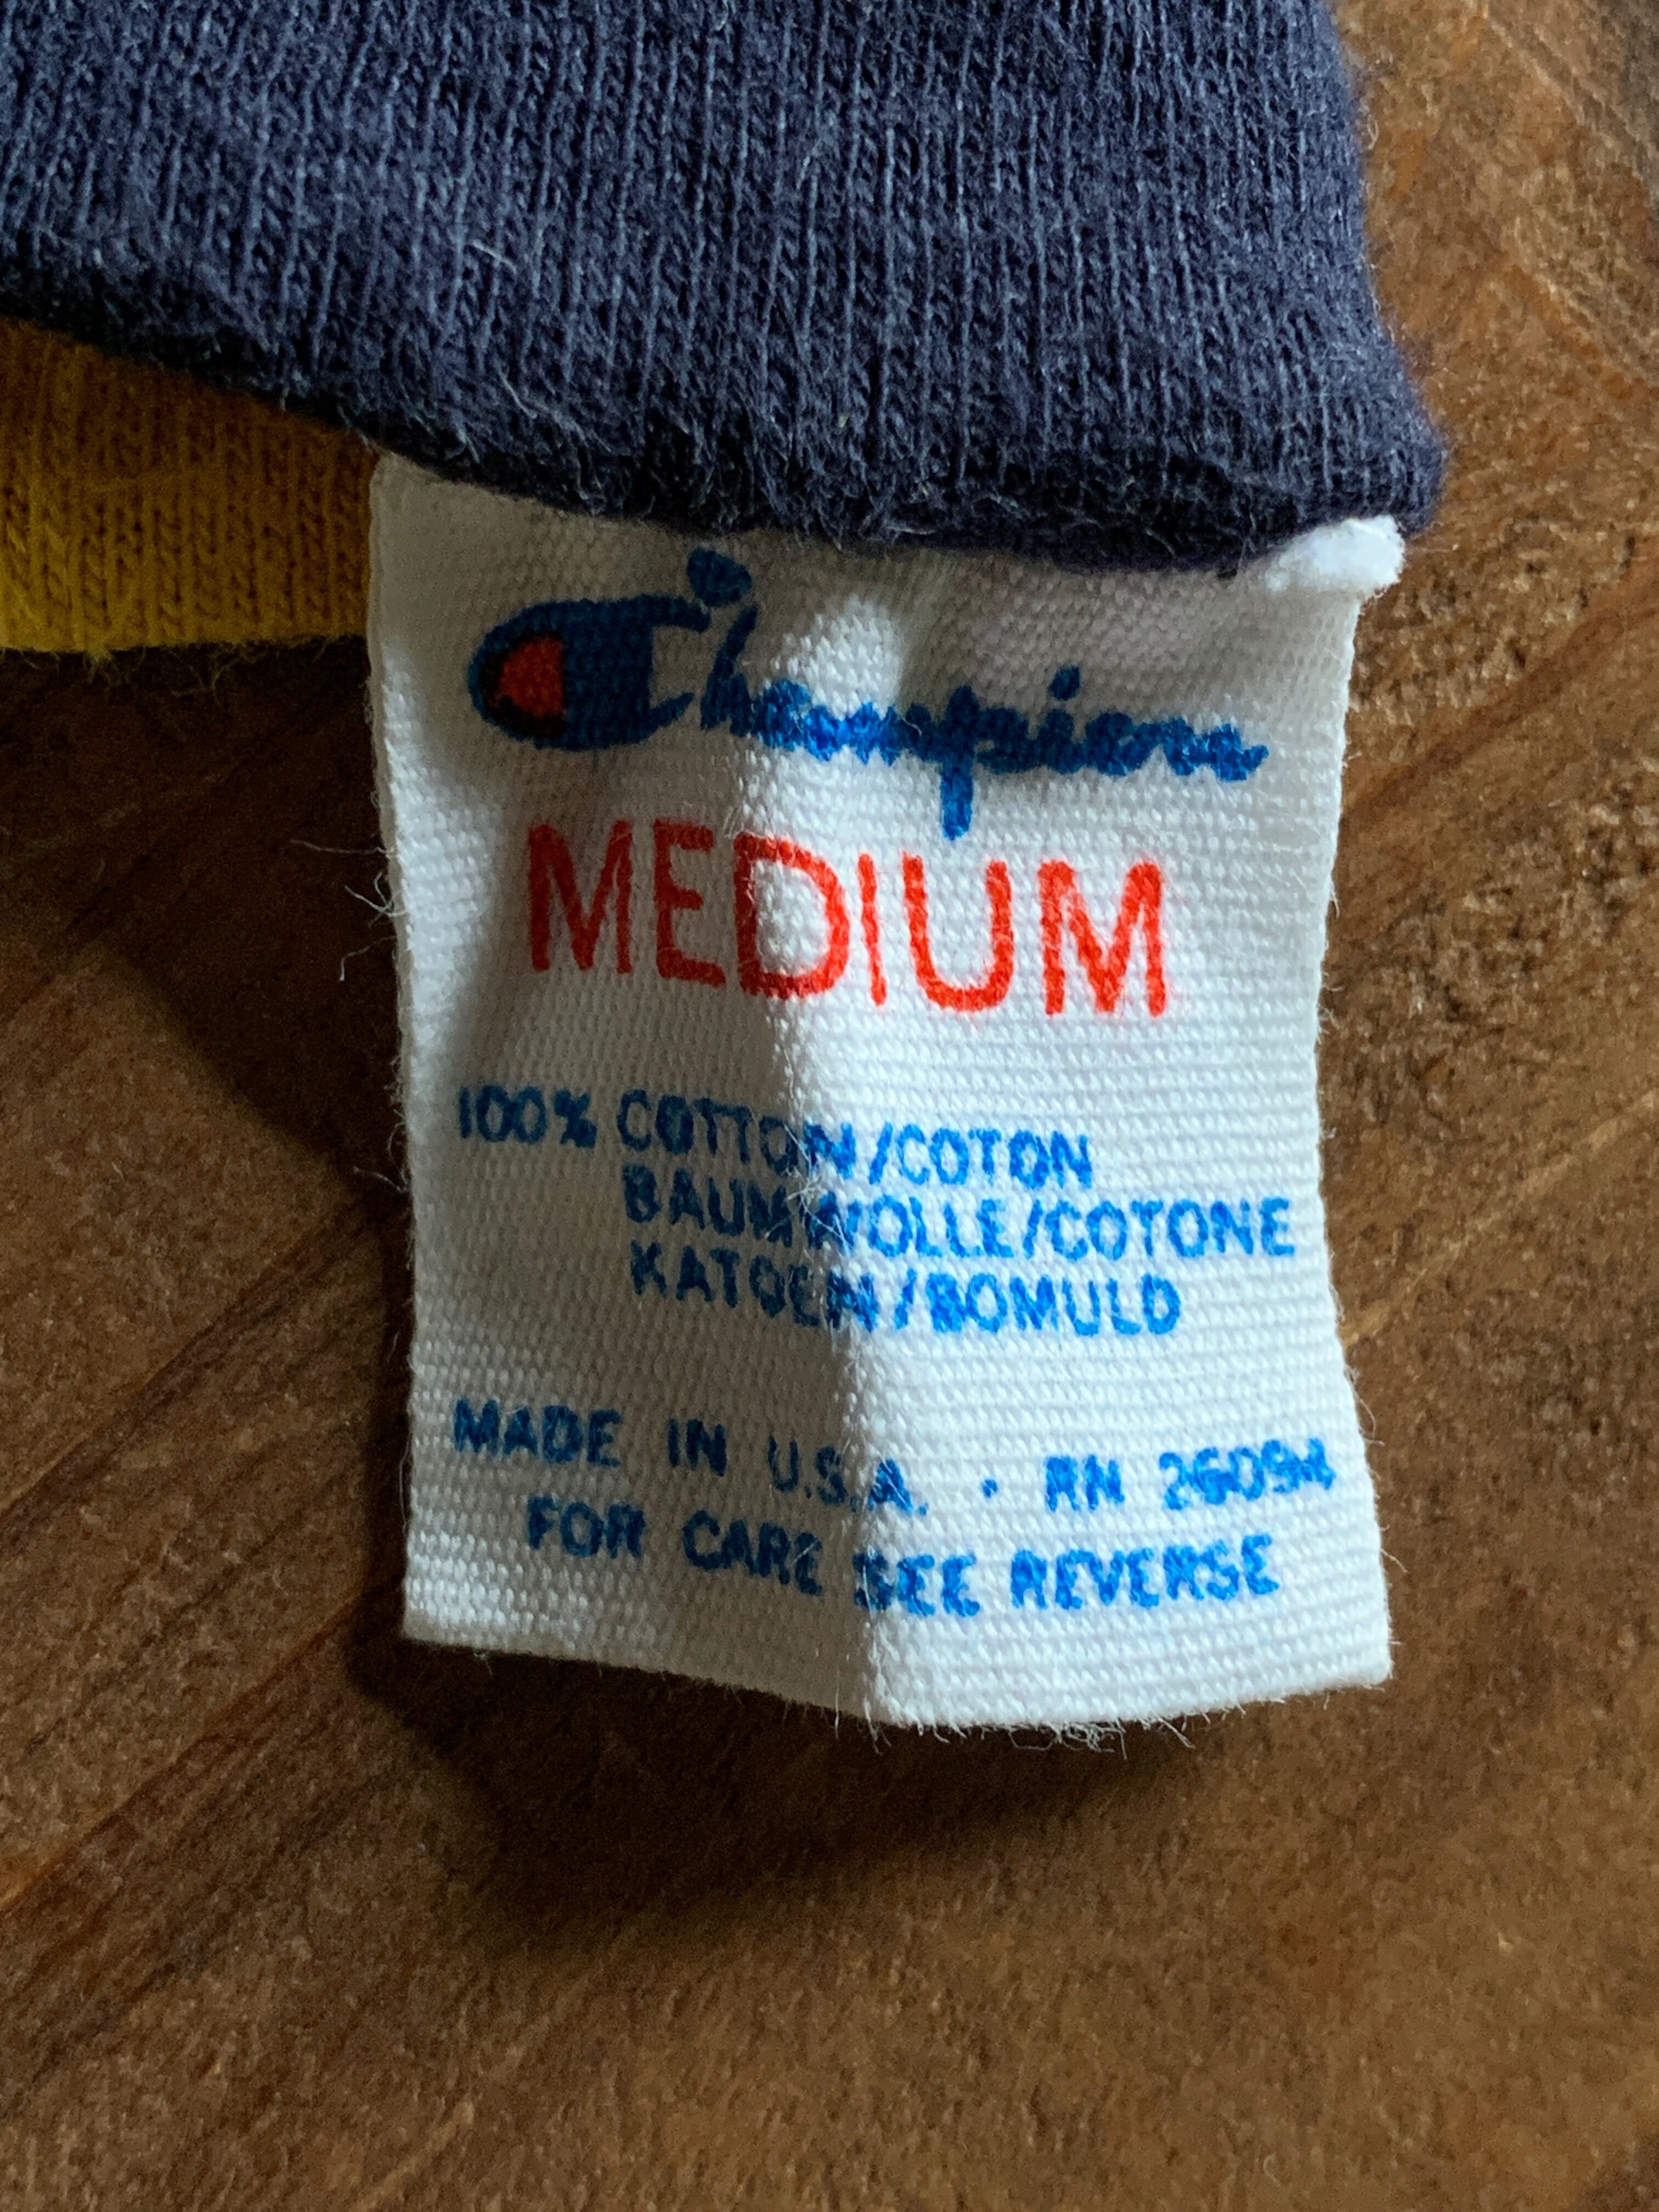 Champion
MEDIUM
100% COTTON/COTON
BAUMWOLLE/COTONE
KATOEN/BOMULD
MADE IN U.S.A. · RN 26094
FOR CARE SEE REVERSE